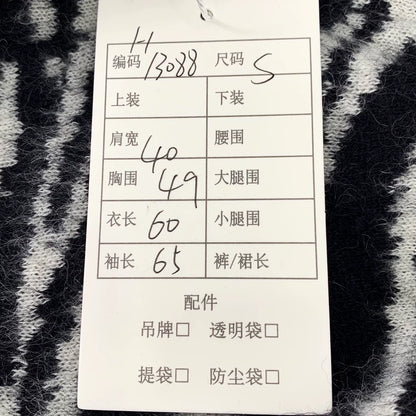 H
编码 13088 尺码 S
上装 下装
肩宽 40 腰围
胸围 49 大腿围
衣长 60 小腿围
袖长 65 裤/裙长
配件
吊牌□ 透明袋□
提袋□ 防尘袋□